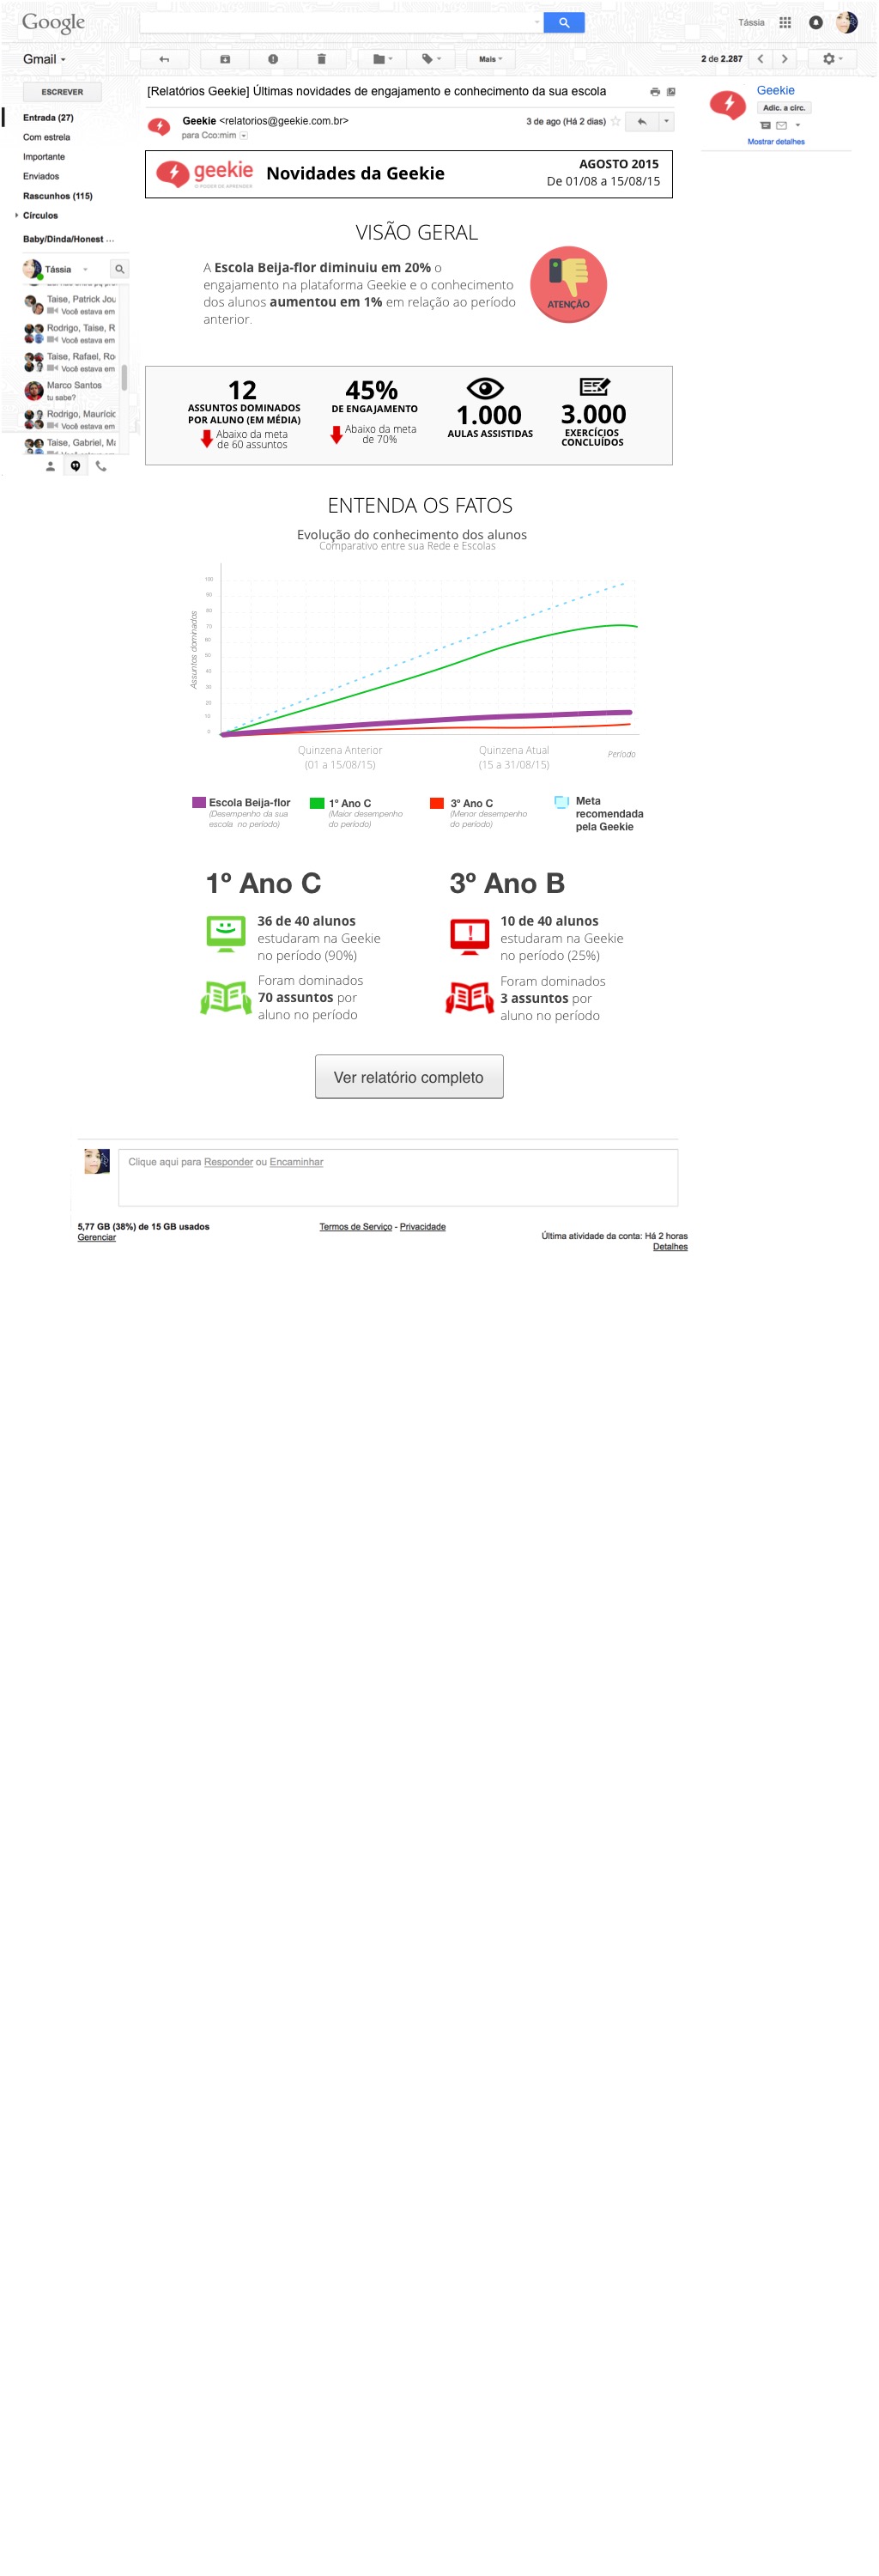 Google
Tássia
Gmail
Mais
2 de 2.287
ESCREVER
Entrada (27)
Com estrela
Importante
Enviados
Rascunhos (115)
Círculos
Baby/Dinda/Honest ...
Tássia
Taise, Patrick Jou
Você estava em
Rodrigo, Taise, R
Você estava em
Taise, Rafael, Ro
Você estava em
Marco Santos
tu sabe?
Rodrigo, Mauríci
Você estava em
Taise, Gabriel, Ma
[Relatórios Geekie] Últimas novidades de engajamento e conhecimento da sua escola
Geekie <relatorios@geekie.com.br>
3 de ago (Há 2 dias)
para Cco:mim
Geekie
Adic. a circ.
Mostrar detalhes
geekie
O PODER DE APRENDER
Novidades da Geekie
AGOSTO 2015
De 01/08 a 15/08/15
VISÃO GERAL
A Escola Beija-flor diminuiu em 20% o
engajamento na plataforma Geekie e o conhecimento
dos alunos aumentou em 1% em relação ao período
anterior.
ATENÇÃO
12
ASSUNTOS DOMINADOS
POR ALUNO (EM MÉDIA)
Abaixo da meta
de 60 assuntos
45%
DE ENGAJAMENTO
Abaixo da meta
de 70%
1.000
AULAS ASSISTIDAS
3.000
EXERCÍCIOS
CONCLUÍDOS
ENTENDA OS FATOS
Evolução do conhecimento dos alunos
Comparativo entre sua Rede e Escolas
Assuntos dominados
100
90
80
70
60
50
40
30
20
10
0
Quinzena Anterior
(01 a 15/08/15)
Quinzena Atual
(15 a 31/08/15)
Período
Escola Beija-flor
(Desempenho da sua
escola no período)
1º Ano C
(Maior desempenho
do período)
3º Ano C
(Menor desempenho
do período)
Meta
recomendada
pela Geekie
1º Ano C
36 de 40 alunos
estudaram na Geekie
no período (90%)
Foram dominados
70 assuntos por
aluno no período
3º Ano B
10 de 40 alunos
estudaram na Geekie
no período (25%)
Foram dominados
3 assuntos por
aluno no período
Ver relatório completo
Clique aqui para Responder ou Encaminhar
5,77 GB (38%) de 15 GB usados
Gerenciar
Termos de Serviço - Privacidade
Última atividade da conta: Há 2 horas
Detalhes